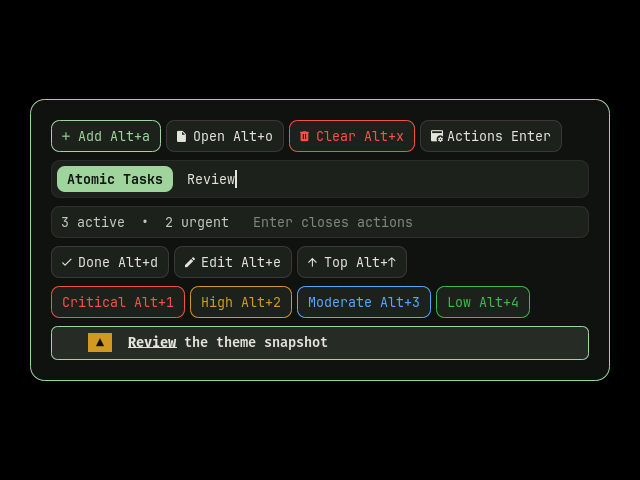 + Add Alt+a Open Alt+o Clear Alt+x Actions Enter
Atomic Tasks Review
3 active • 2 urgent Enter closes actions
✓ Done Alt+d Edit Alt+e ↑ Top Alt+↑
Critical Alt+1 High Alt+2 Moderate Alt+3 Low Alt+4
▲ Review the theme snapshot